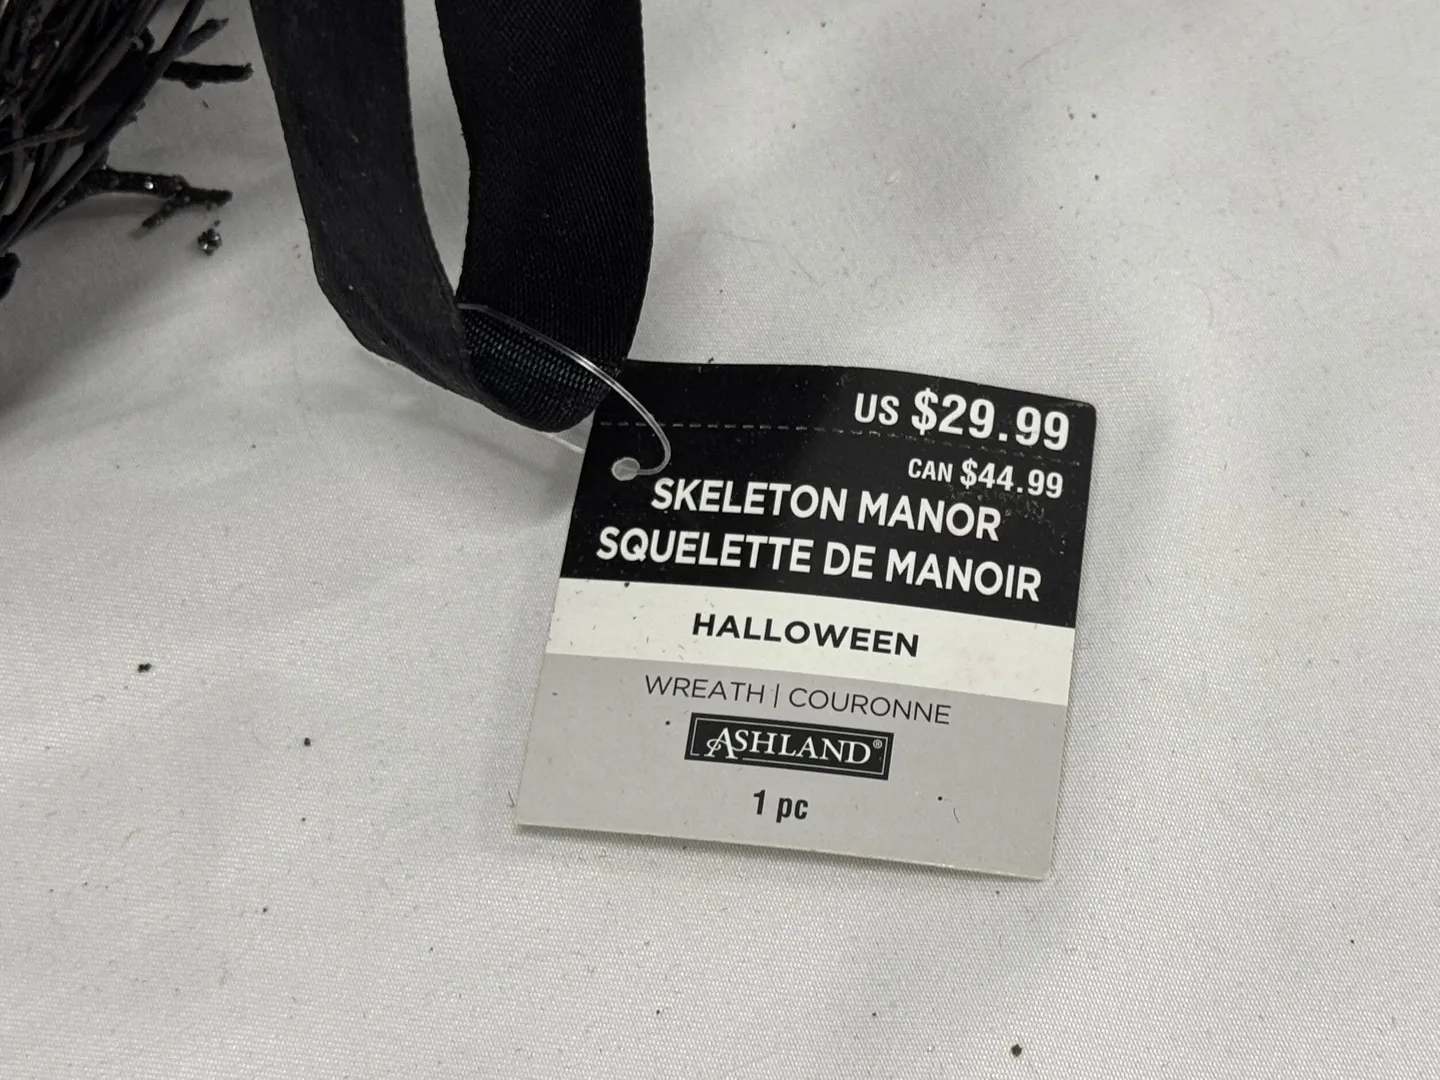 US $29.99
CAN $44.99
SKELETON MANOR
SQUELETTE DE MANOIR
HALLOWEEN
WREATH | COURONNE
ASHLAND®
1 pc